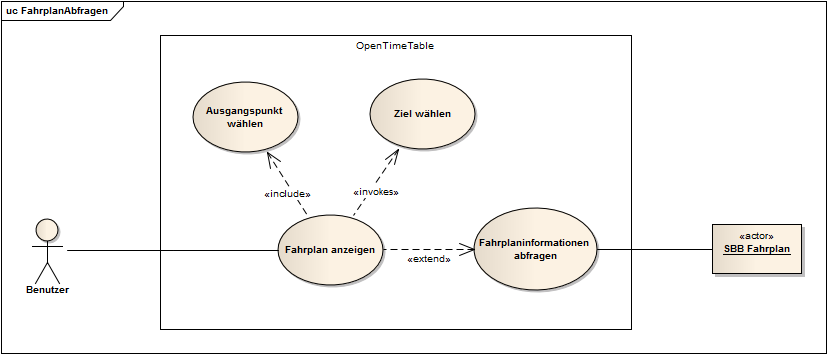 uc FahrplanAbfragen
OpenTimeTable
Ausgangspunkt
wählen
Ziel wählen
«include»
«invokes»
Fahrplan anzeigen
«extend»
Fahrplaninformationen
abfragen
«actor»
SBB Fahrplan
Benutzer